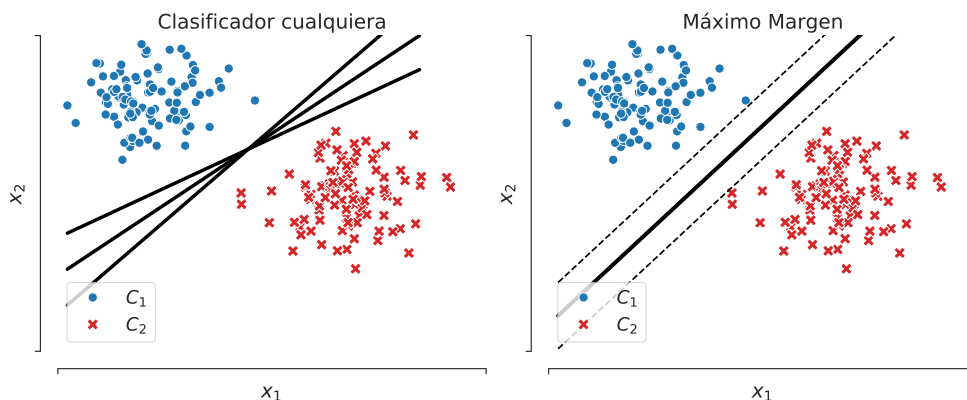 Clasificador cualquiera
x₂
C₁
C₂
x₁
Máximo Margen
x₂
C₁
C₂
x₁